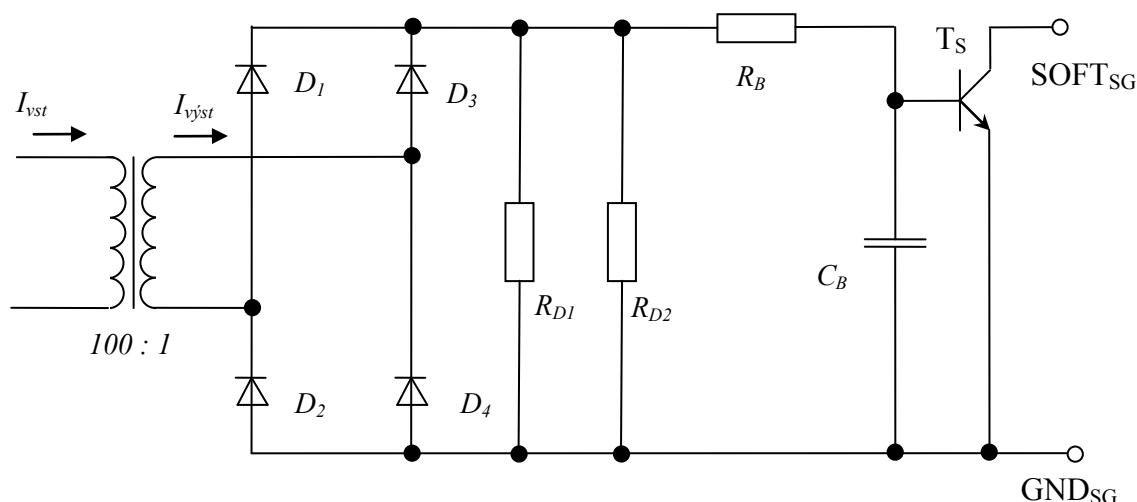 T_S
SOFT_SG
R_B
D_1
D_3
I_vst
I_výst
R_D1
R_D2
C_B
100 : 1
D_2
D_4
GND_SG